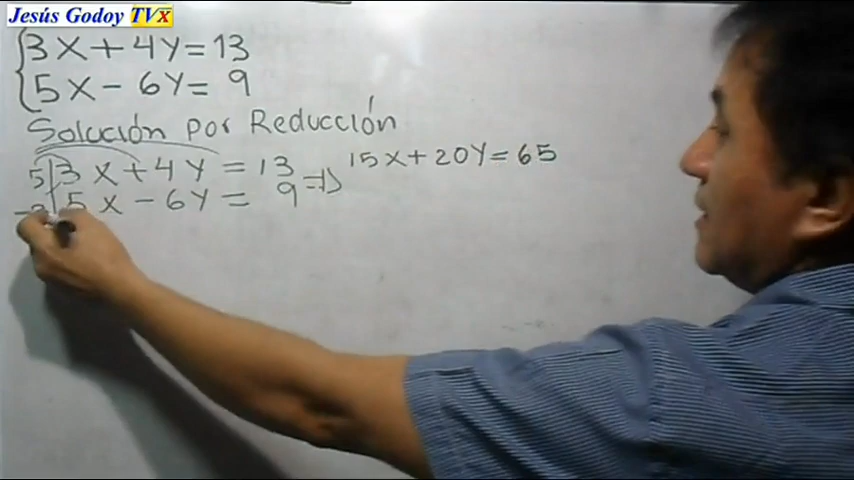 Jesús Godoy TVx
3X + 4Y = 13
5X - 6Y = 9
Solución por Reducción
5 | 3X + 4Y = 13 => 15X + 20Y = 65
-3 | 5X - 6Y = 9